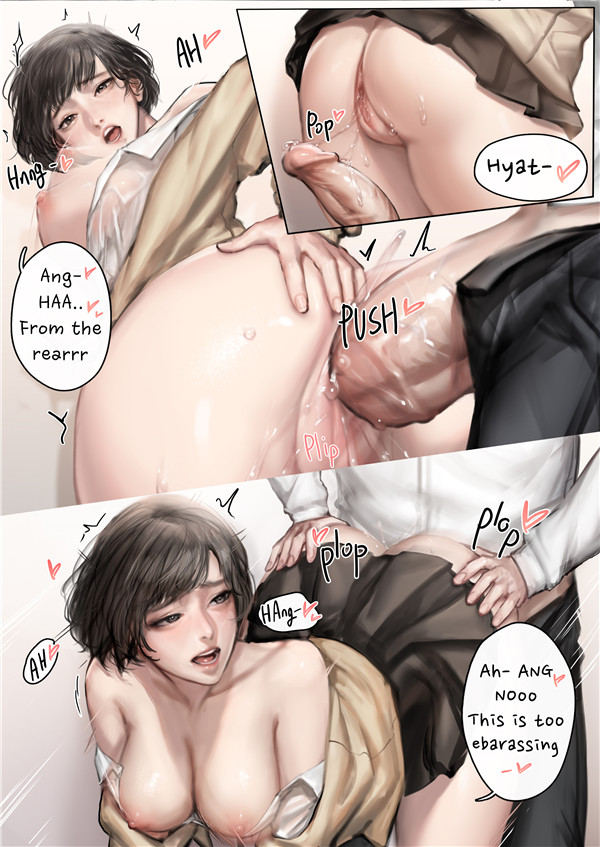 AH
Hnng-
Pop
Hyat-
Ang-
HAA..
From the
rearrr
PUSH
Plip
plop
plop
HAng-
AH
Ah- ANG
NOOO
This is too
ebarassing
-